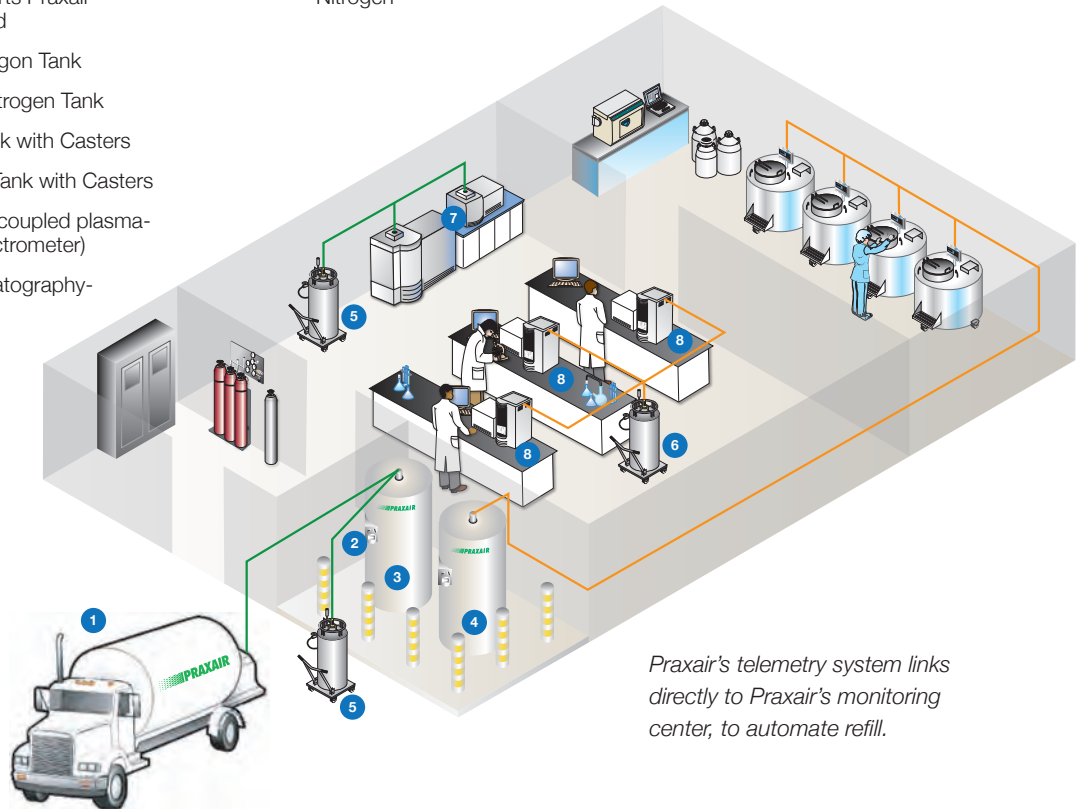 Nitrogen
gon Tank
trogen Tank
k with Casters
Tank with Casters
coupled plasma-
ctrometer)
atography-
7
5
8
8
6
8
PRAXAIR
2
PRAXAIR
3
4
1
PRAXAIR
5
Praxair's telemetry system links
directly to Praxair's monitoring
center, to automate refill.